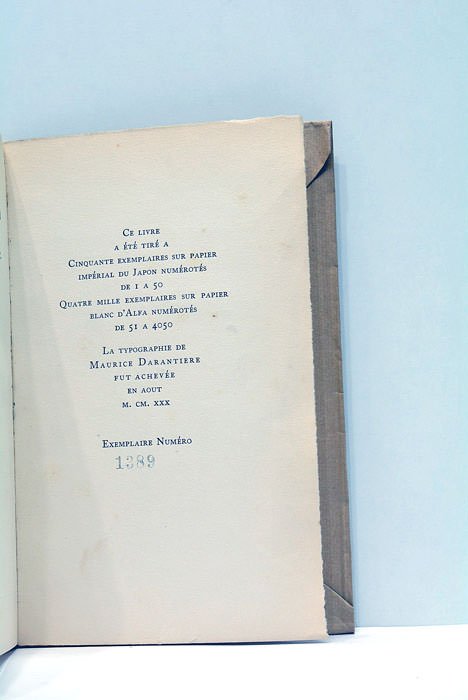 Ce livre
a été tiré a
Cinquante exemplaires sur papier
impérial du Japon numérotés
de 1 a 50
Quatre mille exemplaires sur papier
blanc d'Alfa numérotés
de 51 a 4050
La typographie de
Maurice Darantiere
fut achevée
en aout
M. CM. XXX
Exemplaire Numéro
1389